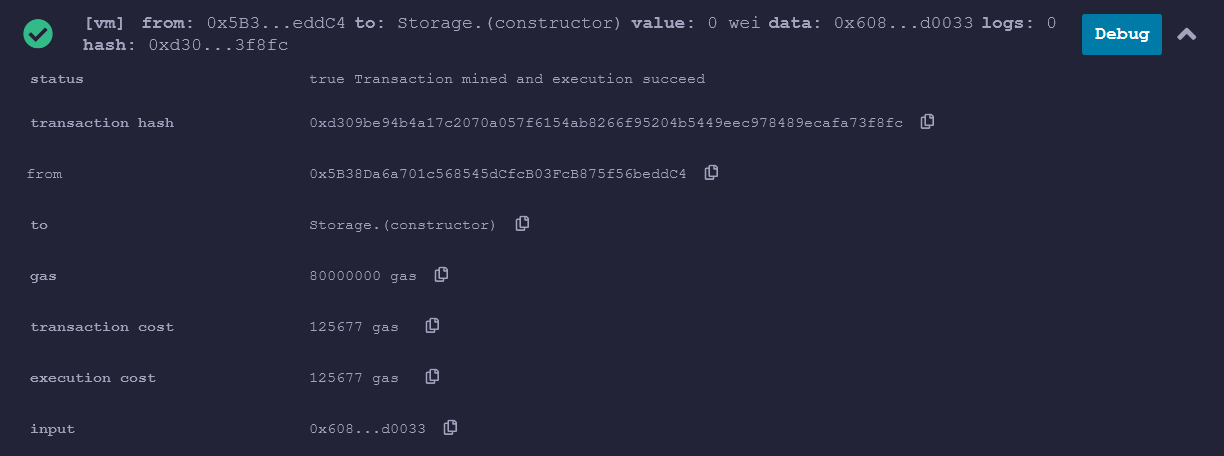 [vm] from: 0x5B3...eddC4 to: Storage.(constructor) value: 0 wei data: 0x608...d0033 logs: 0
hash: 0xd30...3f8fc
Debug
status true Transaction mined and execution succeed
transaction hash 0xd309be94b4a17c2070a057f6154ab8266f95204b5449eec978489ecafa73f8fc
from 0x5B38Da6a701c568545dCfcB03FcB875f56beddC4
to Storage.(constructor)
gas 80000000 gas
transaction cost 125677 gas
execution cost 125677 gas
input 0x608...d0033